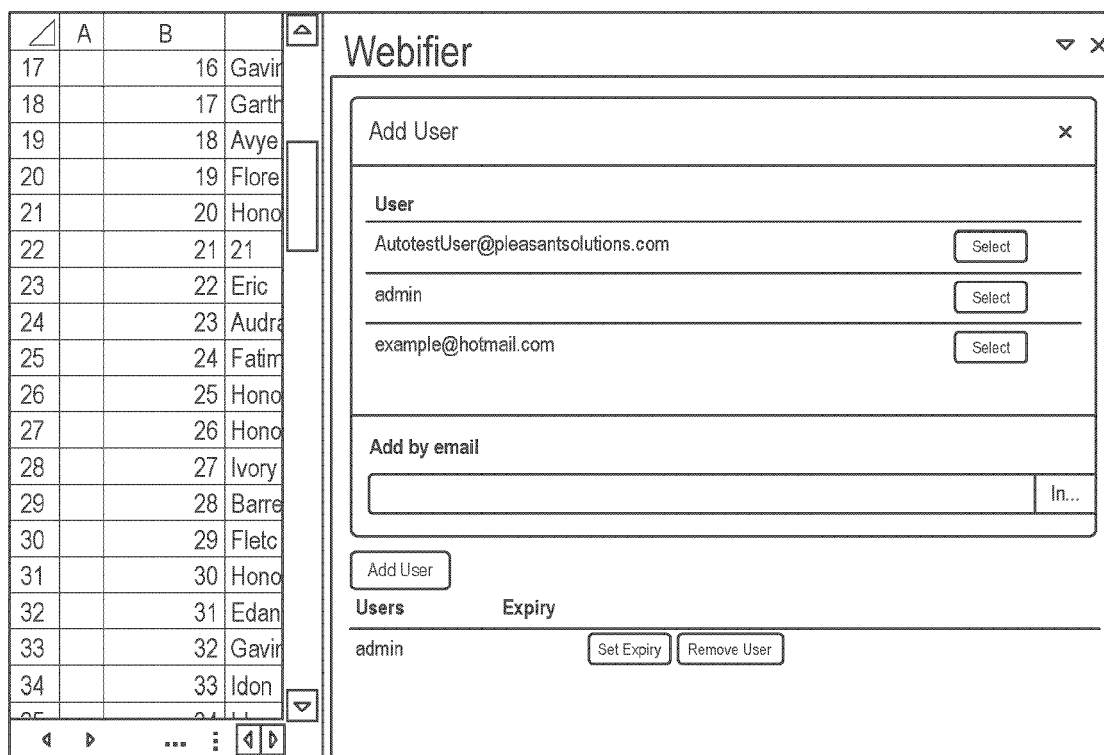 A B
17 16 Gavin
18 17 Garth
19 18 Avye
20 19 Flore
21 20 Hono
22 21 21
23 22 Eric
24 23 Audra
25 24 Fatim
26 25 Hono
27 26 Hono
28 27 Ivory
29 28 Barre
30 29 Fletc
31 30 Hono
32 31 Edan
33 32 Gavin
34 33 Idon
...
Webifier
Add User
User
AutotestUser@pleasantsolutions.com Select
admin Select
example@hotmail.com Select
Add by email
In...
Add User
Users Expiry
admin Set Expiry Remove User